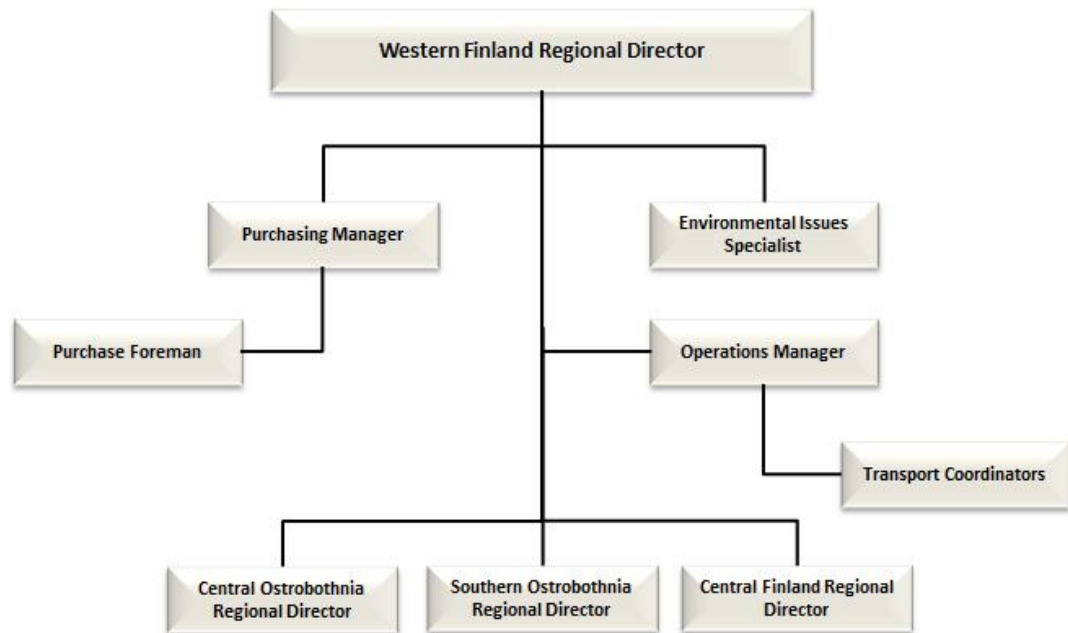 Western Finland Regional Director
Purchasing Manager
Environmental Issues
Specialist
Purchase Foreman
Operations Manager
Transport Coordinators
Central Ostrobothnia
Regional Director
Southern Ostrobothnia
Regional Director
Central Finland Regional
Director